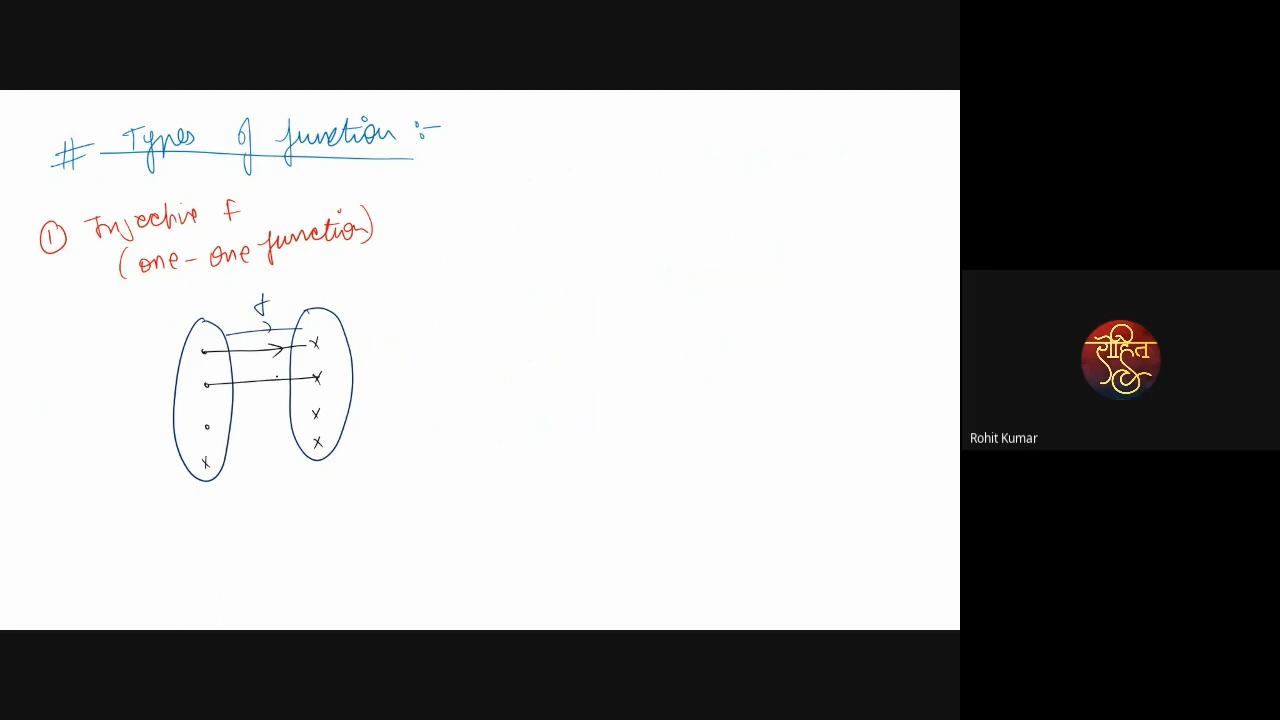 # Types of function :-
① Injective f
(one-one function)
f
रोहित
Rohit Kumar